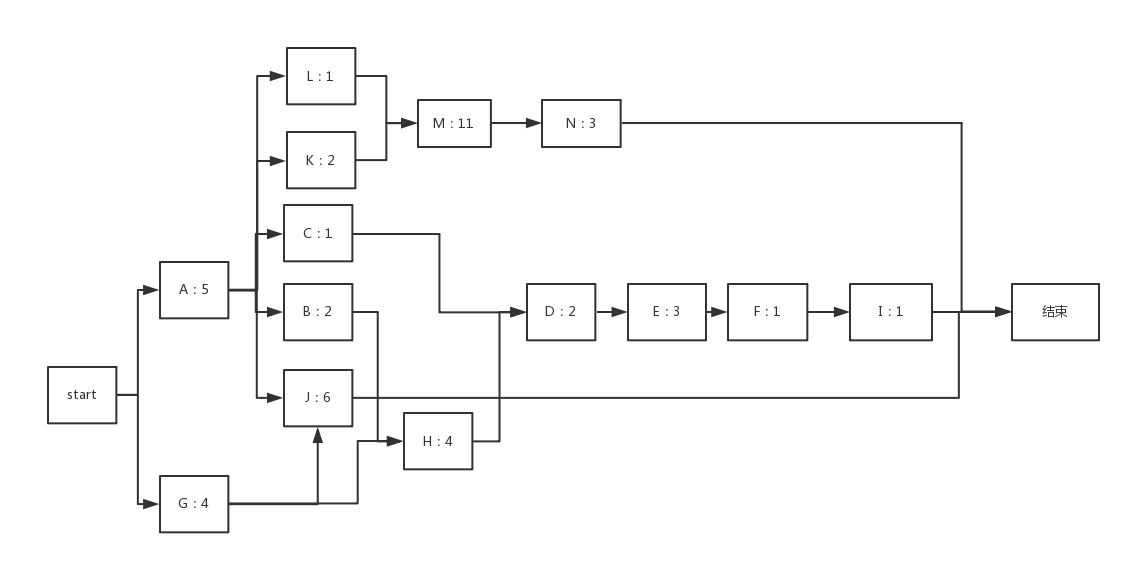 L : 1
M : 11
N : 3
K : 2
C : 1
A : 5
B : 2
D : 2
E : 3
F : 1
I : 1
结束
start
J : 6
H : 4
G : 4